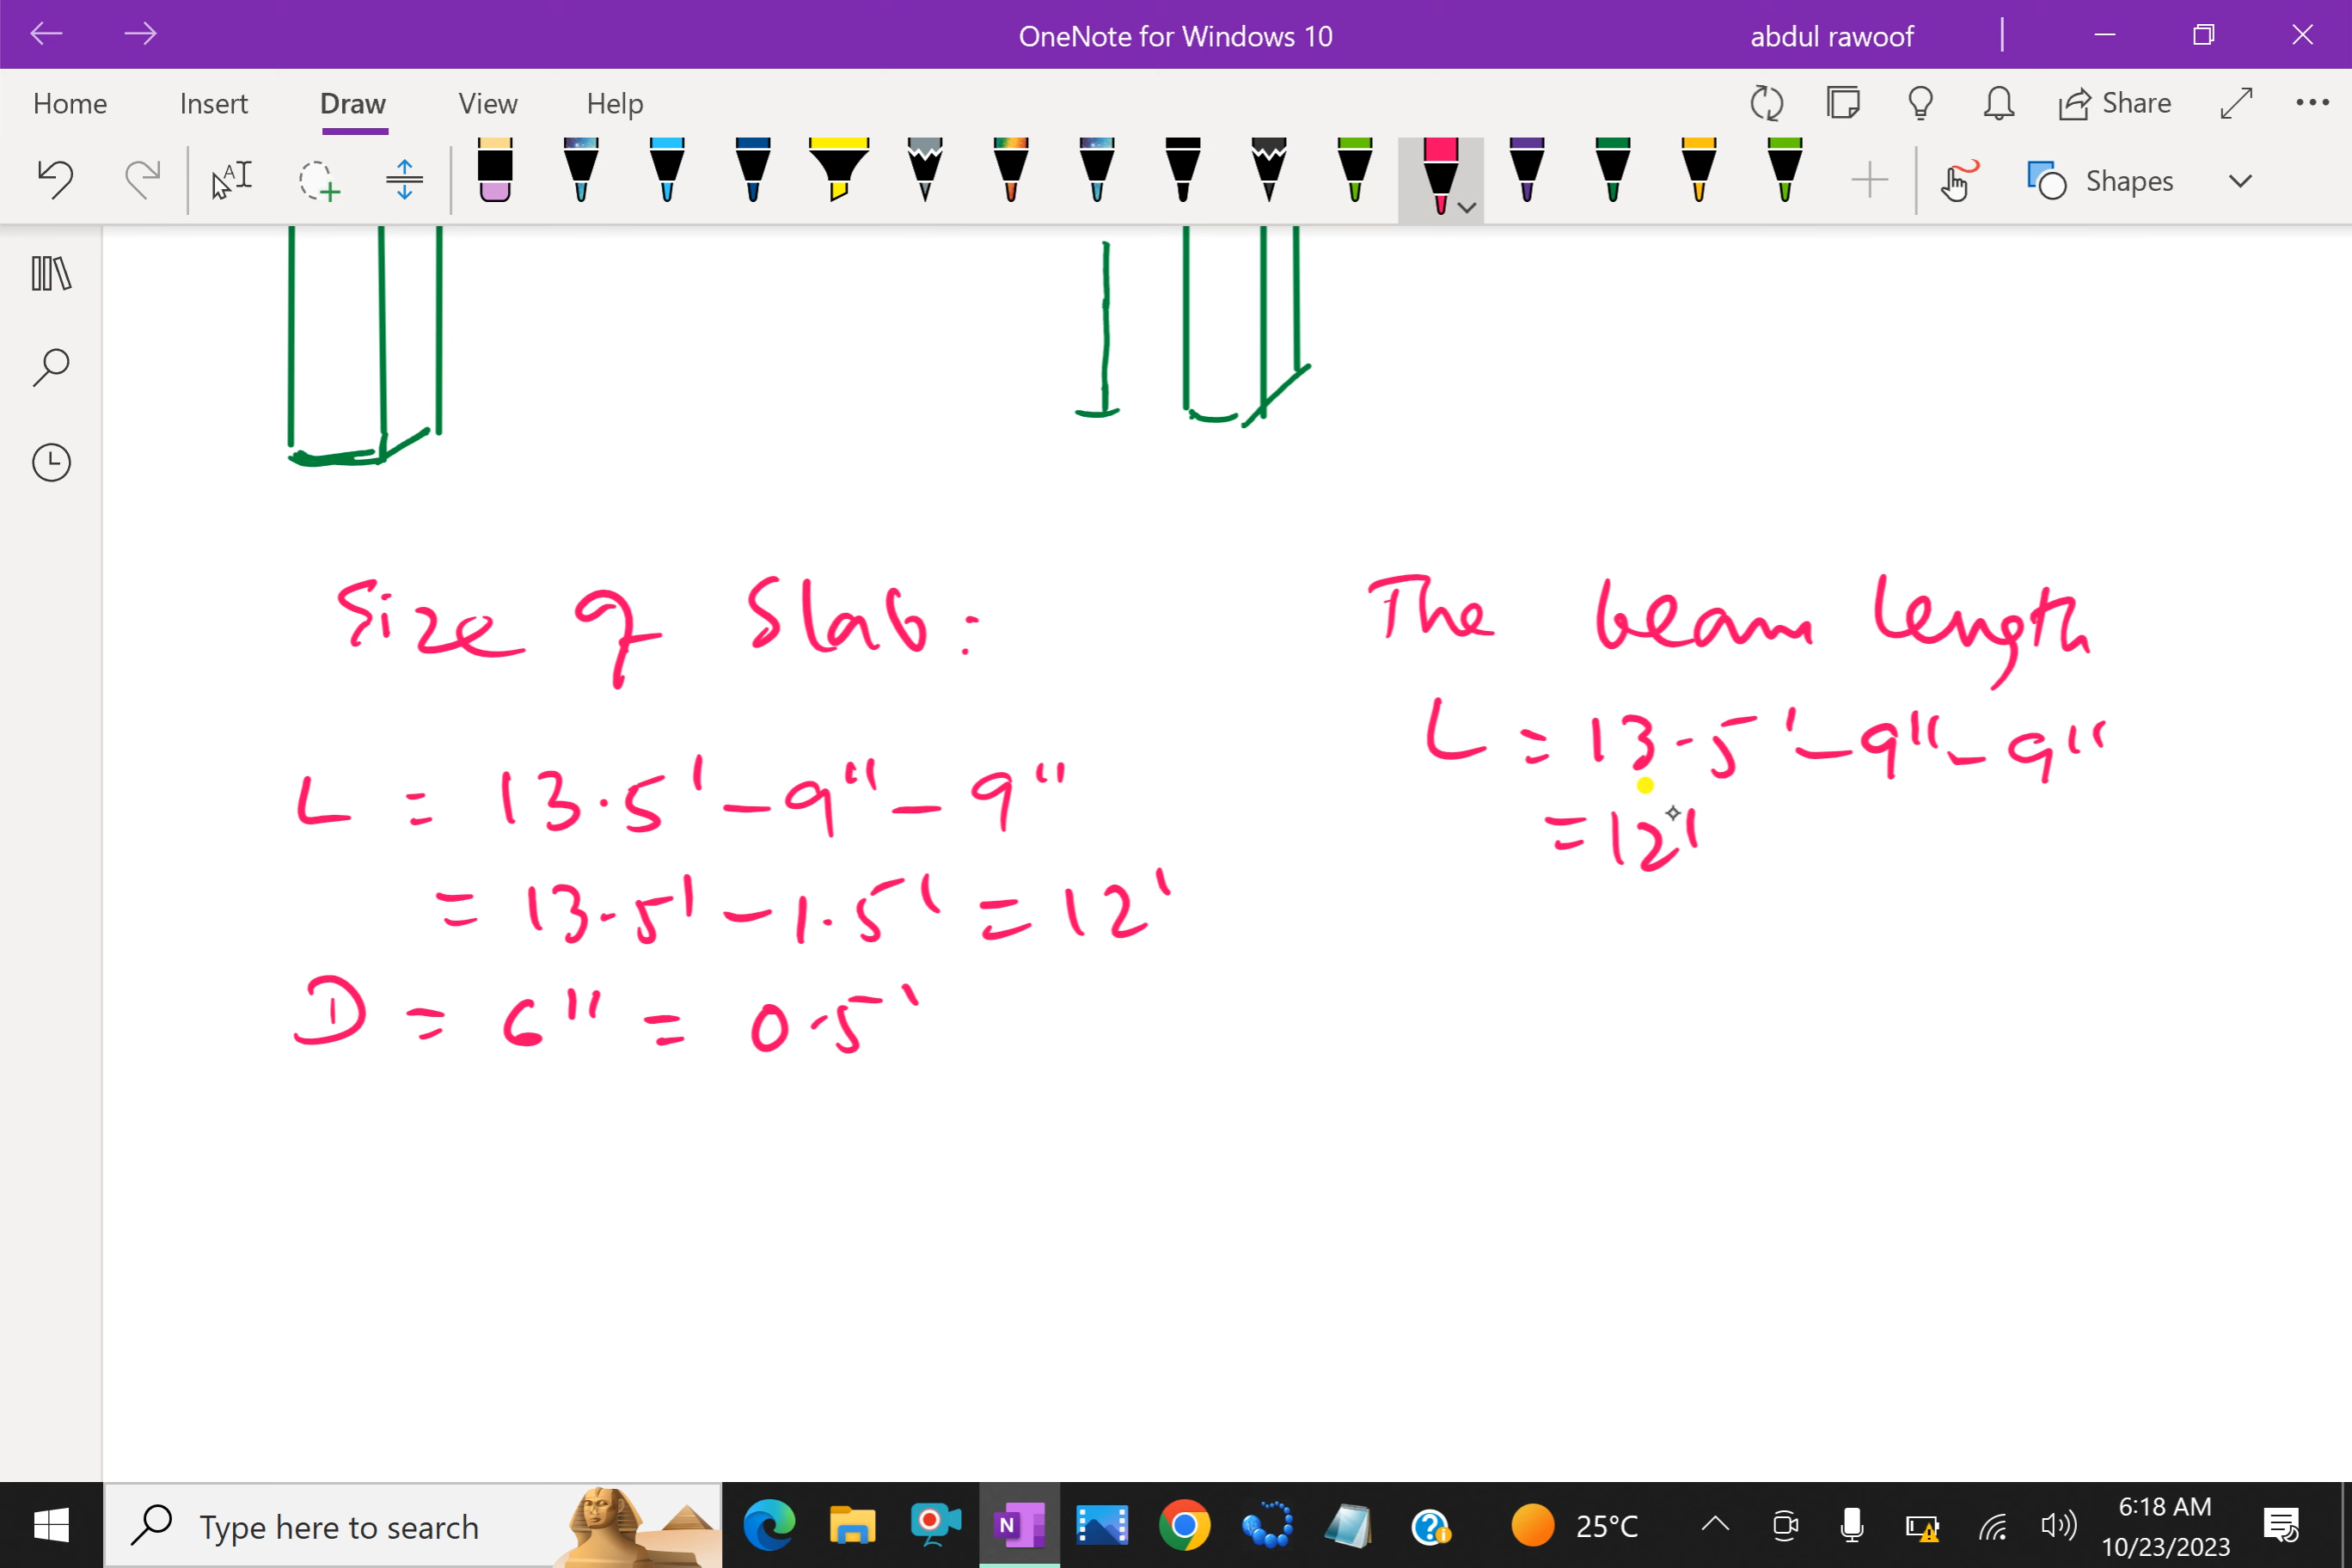 OneNote for Windows 10
abdul rawoof
Home Insert Draw View Help
Share
Shapes
Size of Slab:
L = 13.5' - 9" - 9"
= 13.5' - 1.5' = 12'
D = 6" = 0.5'
The beam length
L = 13.5' - 9" - 9"
= 12'
Type here to search
25°C
6:18 AM
10/23/2023